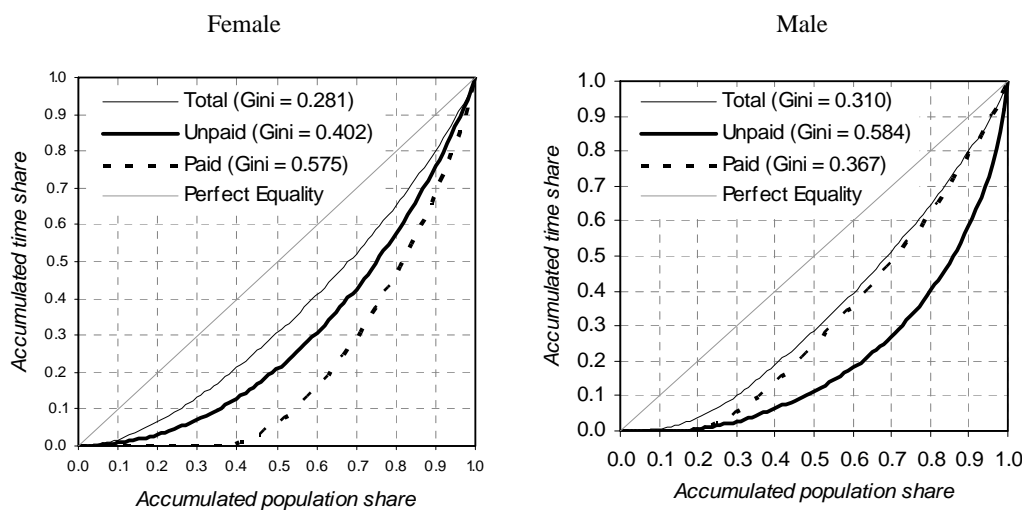 Female
1.0
0.9
0.8
0.7
0.6
0.5
0.4
0.3
0.2
0.1
0.0
Accumulated time share
Total (Gini = 0.281)
Unpaid (Gini = 0.402)
Paid (Gini = 0.575)
Perfect Equality
0.0 0.1 0.2 0.3 0.4 0.5 0.6 0.7 0.8 0.9 1.0
Accumulated population share
Male
1.0
0.9
0.8
0.7
0.6
0.5
0.4
0.3
0.2
0.1
0.0
Accumulated time share
Total (Gini = 0.310)
Unpaid (Gini = 0.584)
Paid (Gini = 0.367)
Perfect Equality
0.0 0.1 0.2 0.3 0.4 0.5 0.6 0.7 0.8 0.9 1.0
Accumulated population share